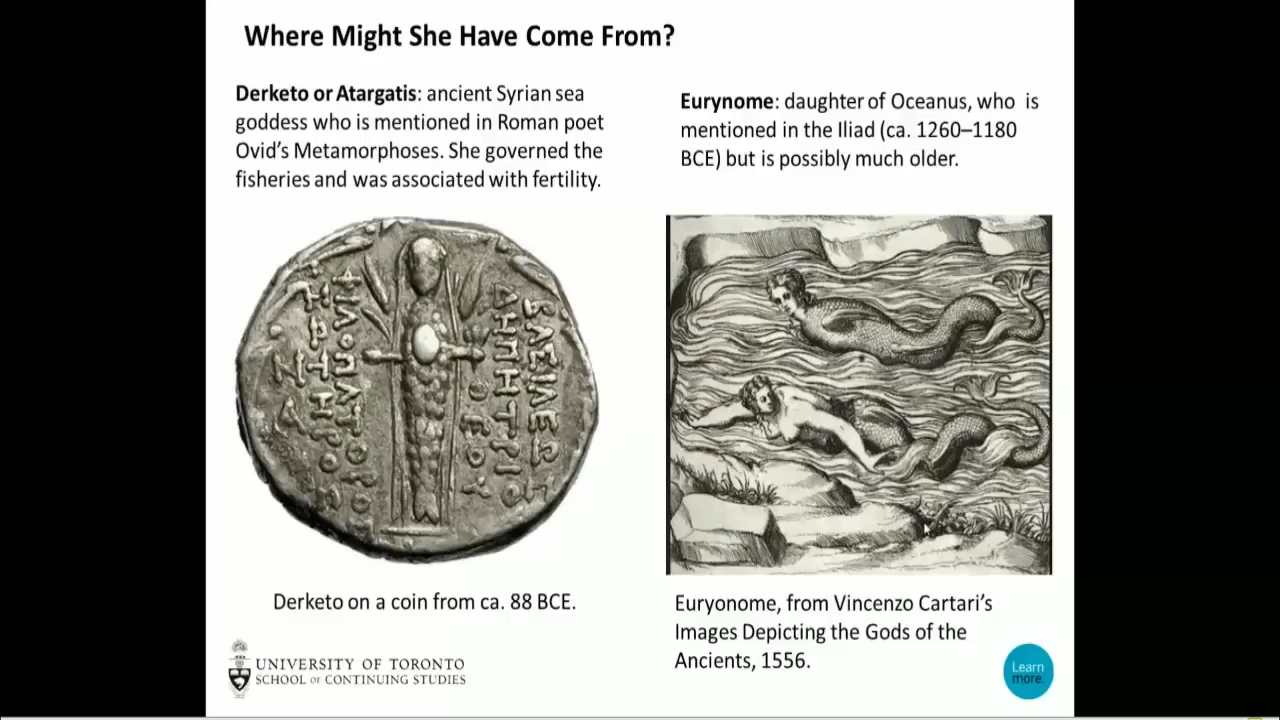 Where Might She Have Come From?
Derketo or Atargatis: ancient Syrian sea
goddess who is mentioned in Roman poet
Ovid's Metamorphoses. She governed the
fisheries and was associated with fertility.
Eurynome: daughter of Oceanus, who is
mentioned in the Iliad (ca. 1260–1180
BCE) but is possibly much older.
ΔΗΜΗΤΡΙΟ
ΘΕΟΥ
ΦΙΛΟΠΑΤΟΡΟΣ
Derketo on a coin from ca. 88 BCE.
Euryonome, from Vincenzo Cartari's
Images Depicting the Gods of the
Ancients, 1556.
UNIVERSITY OF TORONTO
SCHOOL OF CONTINUING STUDIES
Learn
more.